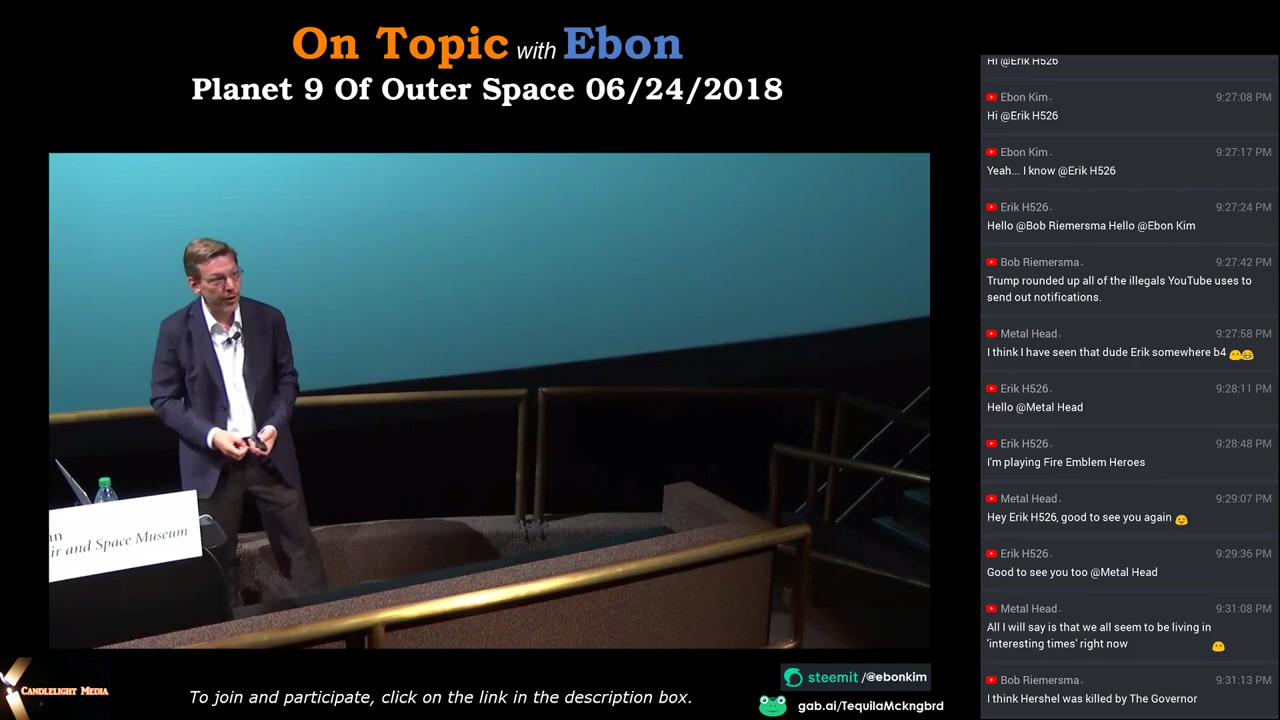 On Topic with Ebon
Planet 9 Of Outer Space 06/24/2018
an
ir and Space Museum
CANDLELIGHT MEDIA
To join and participate, click on the link in the description box.
steemit /@ebonkim
gab.ai/TequilaMckngbrd
Hi @Erik H526
Ebon Kim 9:27:08 PM
Hi @Erik H526
Ebon Kim 9:27:17 PM
Yeah... I know @Erik H526
Erik H526 9:27:24 PM
Hello @Bob Riemersma Hello @Ebon Kim
Bob Riemersma 9:27:42 PM
Trump rounded up all of the illegals YouTube uses to
send out notifications.
Metal Head 9:27:58 PM
I think I have seen that dude Erik somewhere b4
Erik H526 9:28:11 PM
Hello @Metal Head
Erik H526 9:28:48 PM
I'm playing Fire Emblem Heroes
Metal Head 9:29:07 PM
Hey Erik H526, good to see you again
Erik H526 9:29:36 PM
Good to see you too @Metal Head
Metal Head 9:31:08 PM
All I will say is that we all seem to be living in
'interesting times' right now
Bob Riemersma 9:31:13 PM
I think Hershel was killed by The Governor